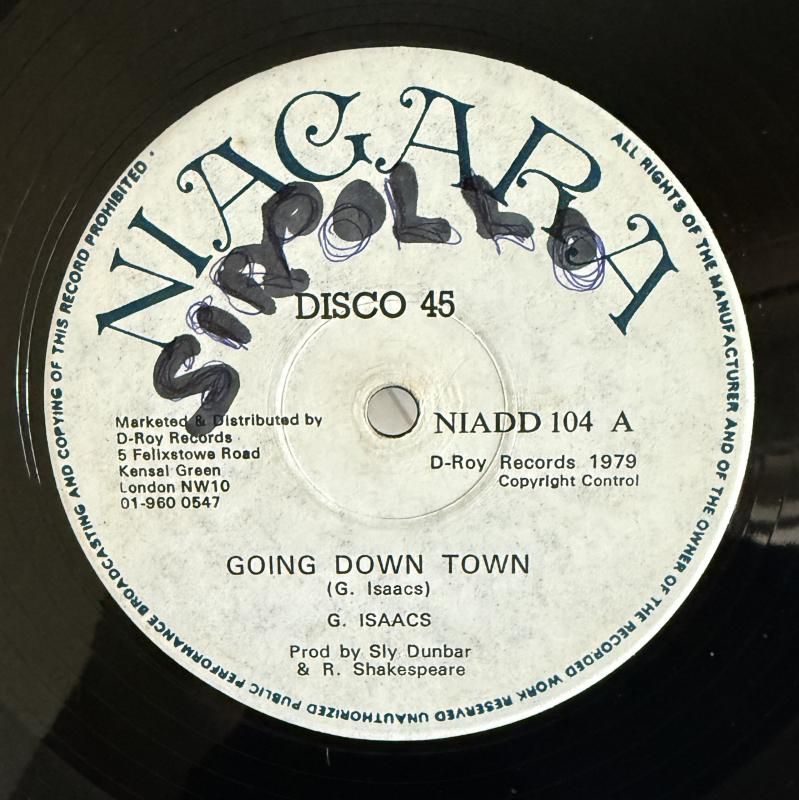 NIAGARA
SIR OLLO
DISCO 45
Marketed & Distributed by
D-Roy Records
5 Felixstowe Road
Kensal Green
London NW10
01-960 0547
NIADD 104 A
D-Roy Records 1979
Copyright Control
GOING DOWN TOWN
(G. Isaacs)
G. ISAACS
Prod by Sly Dunbar
& R. Shakespeare
ALL RIGHTS OF THE MANUFACTURER AND OF THE OWNER OF THE RECORDED WORK RESERVED UNAUTHORIZED PUBLIC PERFORMANCE BROADCASTING AND COPYING OF THIS RECORD PROHIBITED